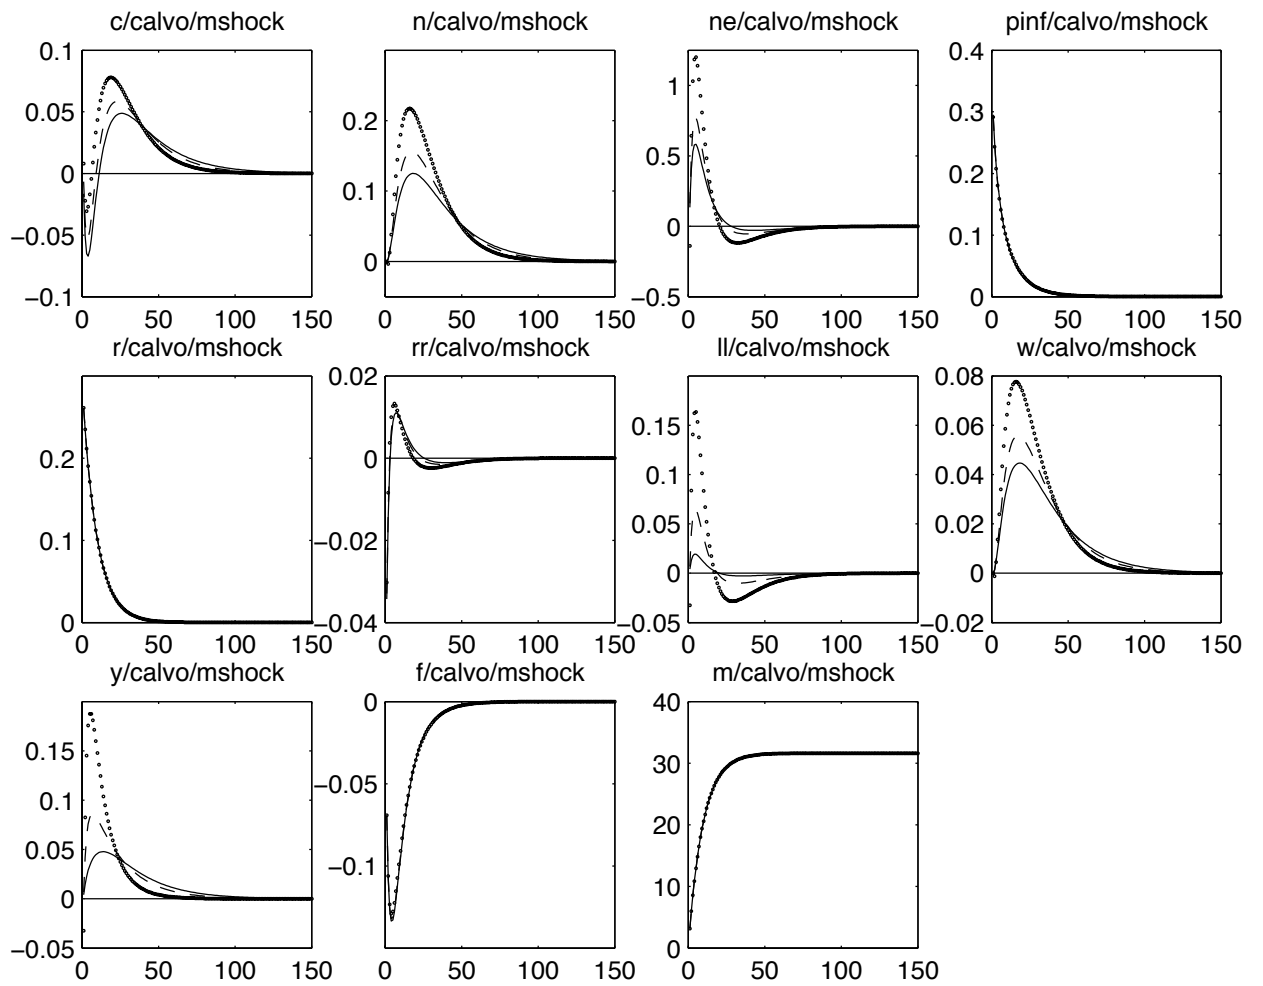 c/calvo/mshock
0.1
0.05
0
−0.05
−0.1
0 50 100 150
n/calvo/mshock
0.2
0.1
0
0 50 100 150
ne/calvo/mshock
1
0.5
0
−0.5
0 50 100 150
pinf/calvo/mshock
0.4
0.3
0.2
0.1
0
0 50 100 150
r/calvo/mshock
0.2
0.1
0
0 50 100 150
rr/calvo/mshock
0.02
0
−0.02
−0.04
0 50 100 150
ll/calvo/mshock
0.15
0.1
0.05
0
−0.05
0 50 100 150
w/calvo/mshock
0.08
0.06
0.04
0.02
0
−0.02
0 50 100 150
y/calvo/mshock
0.15
0.1
0.05
0
−0.05
0 50 100 150
f/calvo/mshock
0
−0.05
−0.1
0 50 100 150
m/calvo/mshock
40
30
20
10
0
0 50 100 150